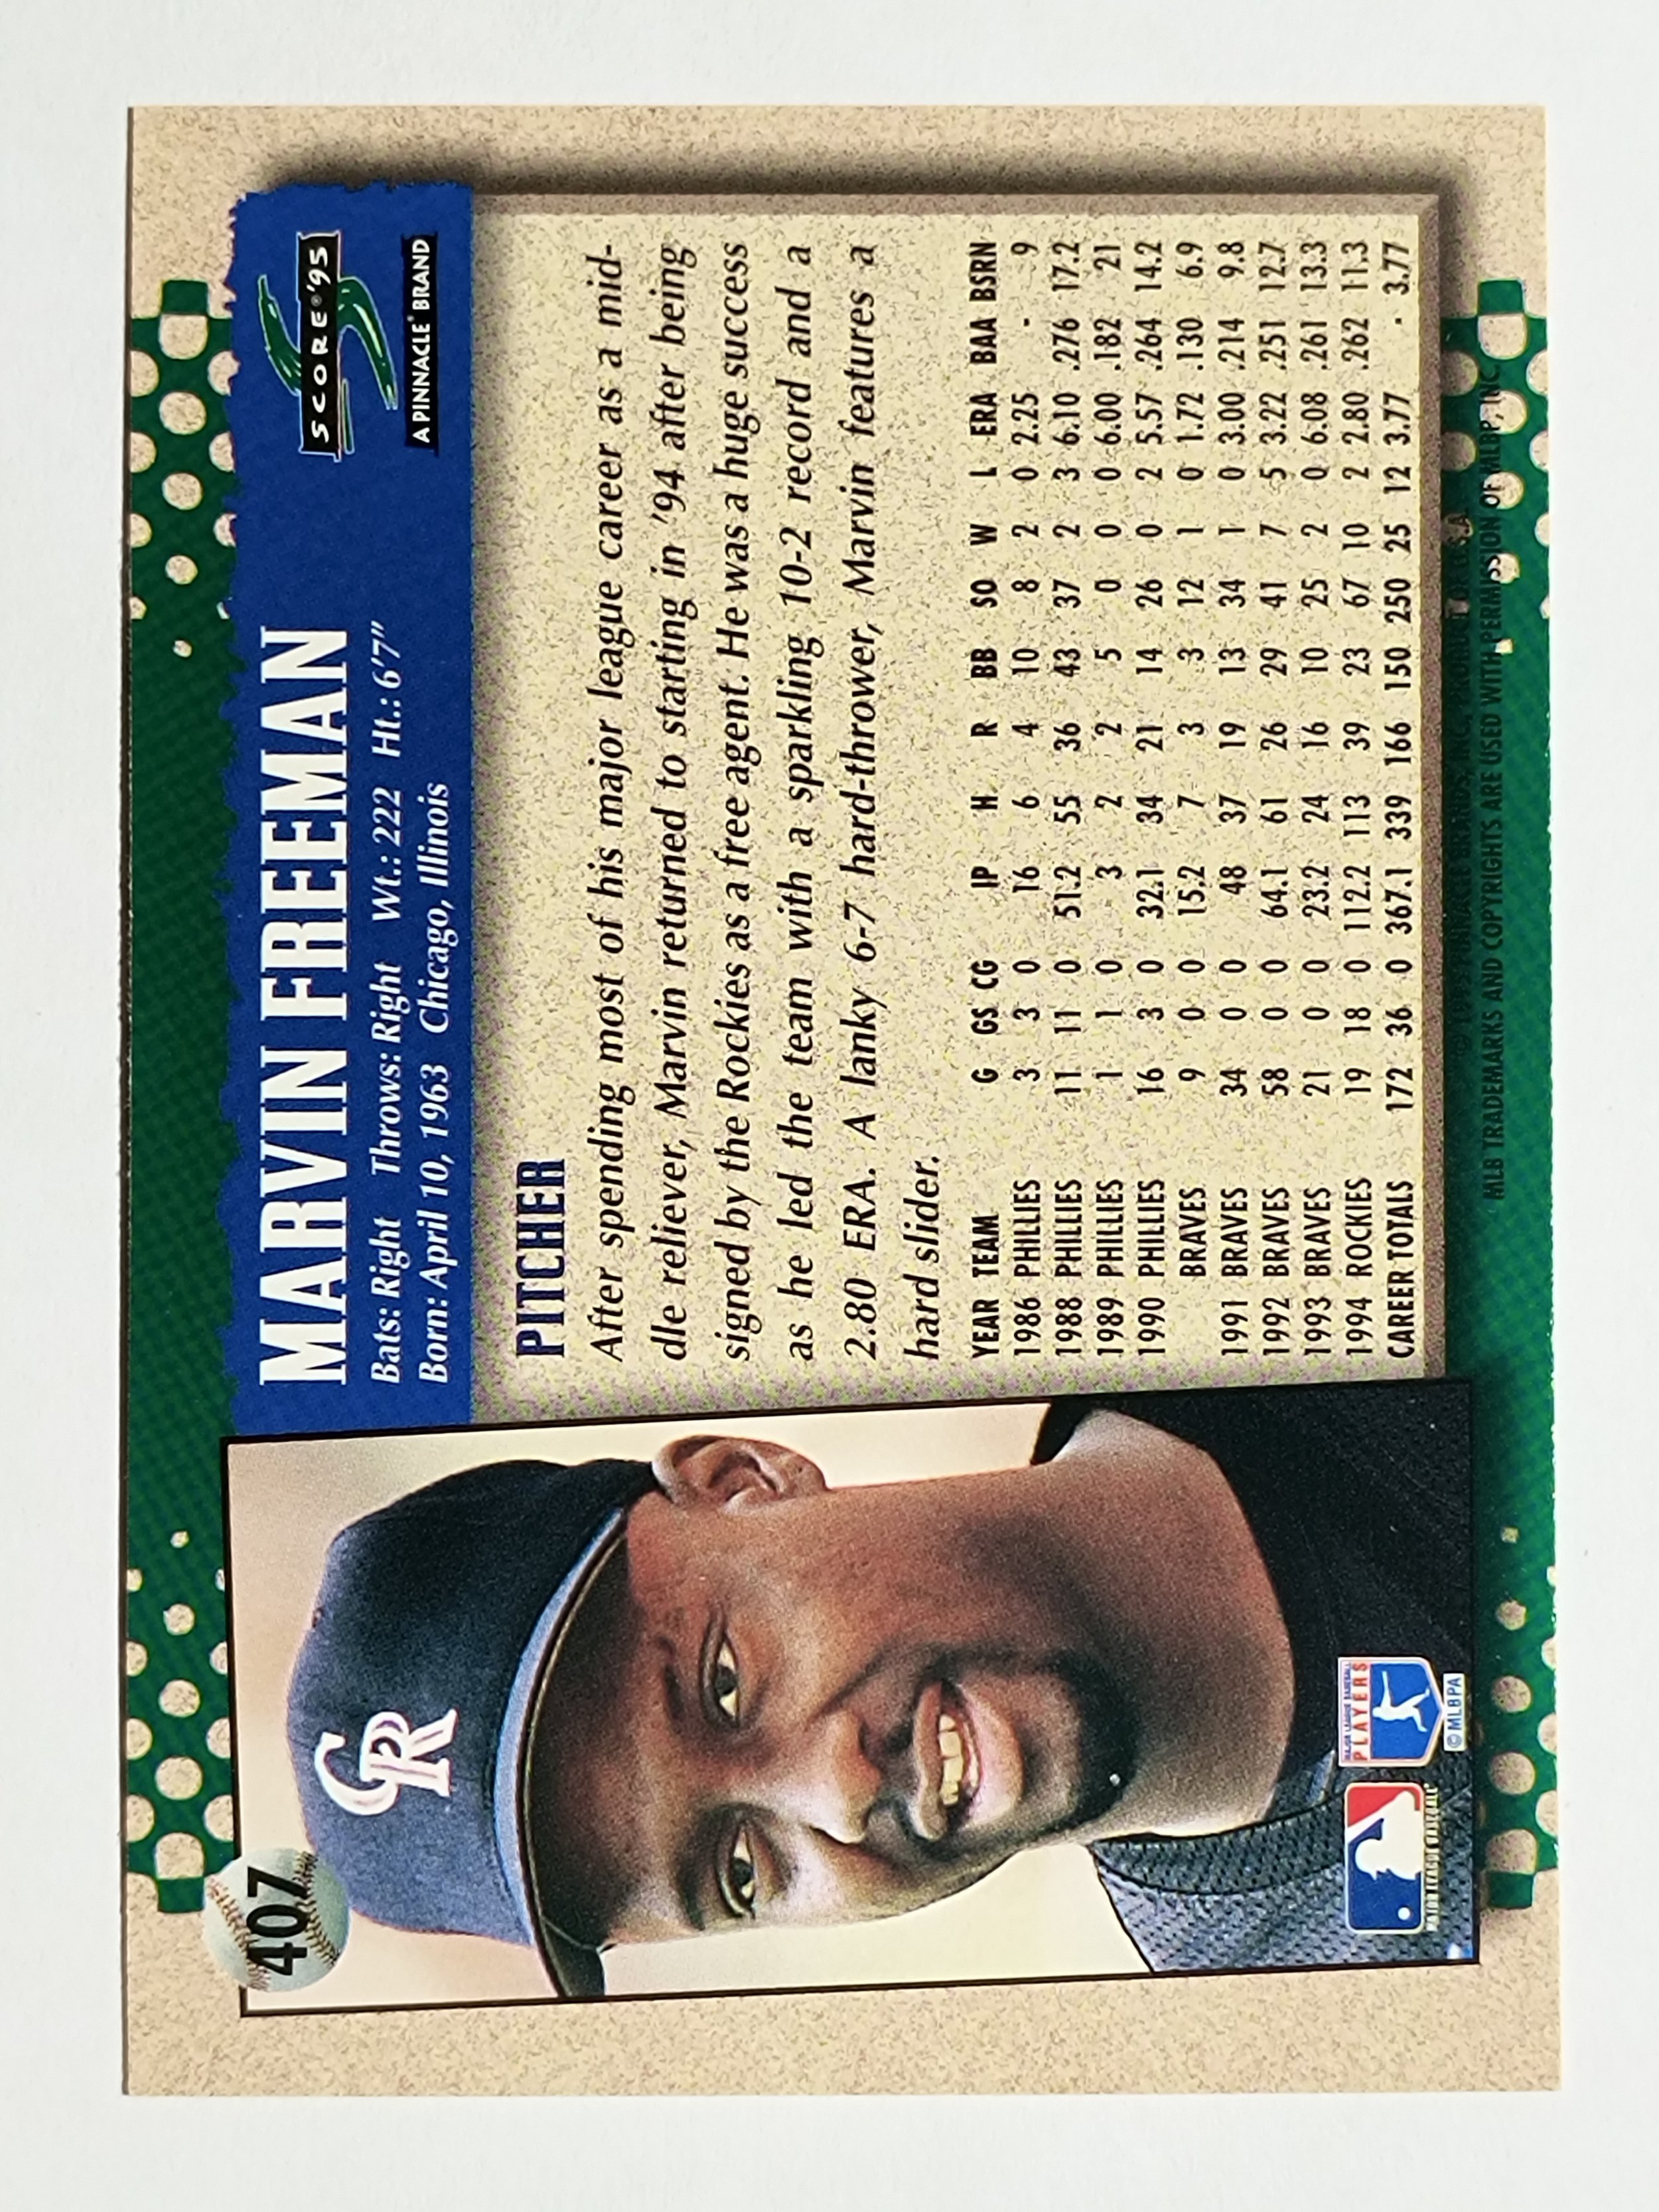 407
MARVIN FREEMAN
Bats: Right Throws: Right Wt.: 222 Ht.: 6'7"
Born: April 10, 1963 Chicago, Illinois
SCORE®'95
A PINNACLE® BRAND
PITCHER
After spending most of his major league career as a mid-
dle reliever, Marvin returned to starting in '94 after being
signed by the Rockies as a free agent. He was a huge success
as he led the team with a sparkling 10-2 record and a
2.80 ERA. A lanky 6-7 hard-thrower, Marvin features a
hard slider.
YEAR TEAM G GS CG IP H R BB SO W L ERA BAA BSRN
1986 PHILLIES 3 3 0 16 6 4 10 8 2 0 2.25 - 9
1988 PHILLIES 11 11 0 51.2 55 36 43 37 2 3 6.10 .276 17.2
1989 PHILLIES 1 1 0 3 2 2 5 0 0 0 6.00 .182 21
1990 PHILLIES 16 3 0 32.1 34 21 14 26 0 2 5.57 .264 14.2
BRAVES 9 0 0 15.2 7 3 3 12 1 0 1.72 .130 6.9
1991 BRAVES 34 0 0 48 37 19 13 34 1 0 3.00 .214 9.8
1992 BRAVES 58 0 0 64.1 61 26 29 41 7 5 3.22 .251 12.7
1993 BRAVES 21 0 0 23.2 24 16 10 25 2 0 6.08 .261 13.3
1994 ROCKIES 19 18 0 112.2 113 39 23 67 10 2 2.80 .262 11.3
CAREER TOTALS 172 36 0 367.1 339 166 150 250 25 12 3.77 - 3.77
© 1995 PINNACLE BRANDS, INC. PRODUCT OF U.S.A.
MLB TRADEMARKS AND COPYRIGHTS ARE USED WITH PERMISSION OF MLBP, INC.
CR
MAJOR LEAGUE BASEBALL
MAJOR LEAGUE BASEBALL
PLAYERS
© MLBPA